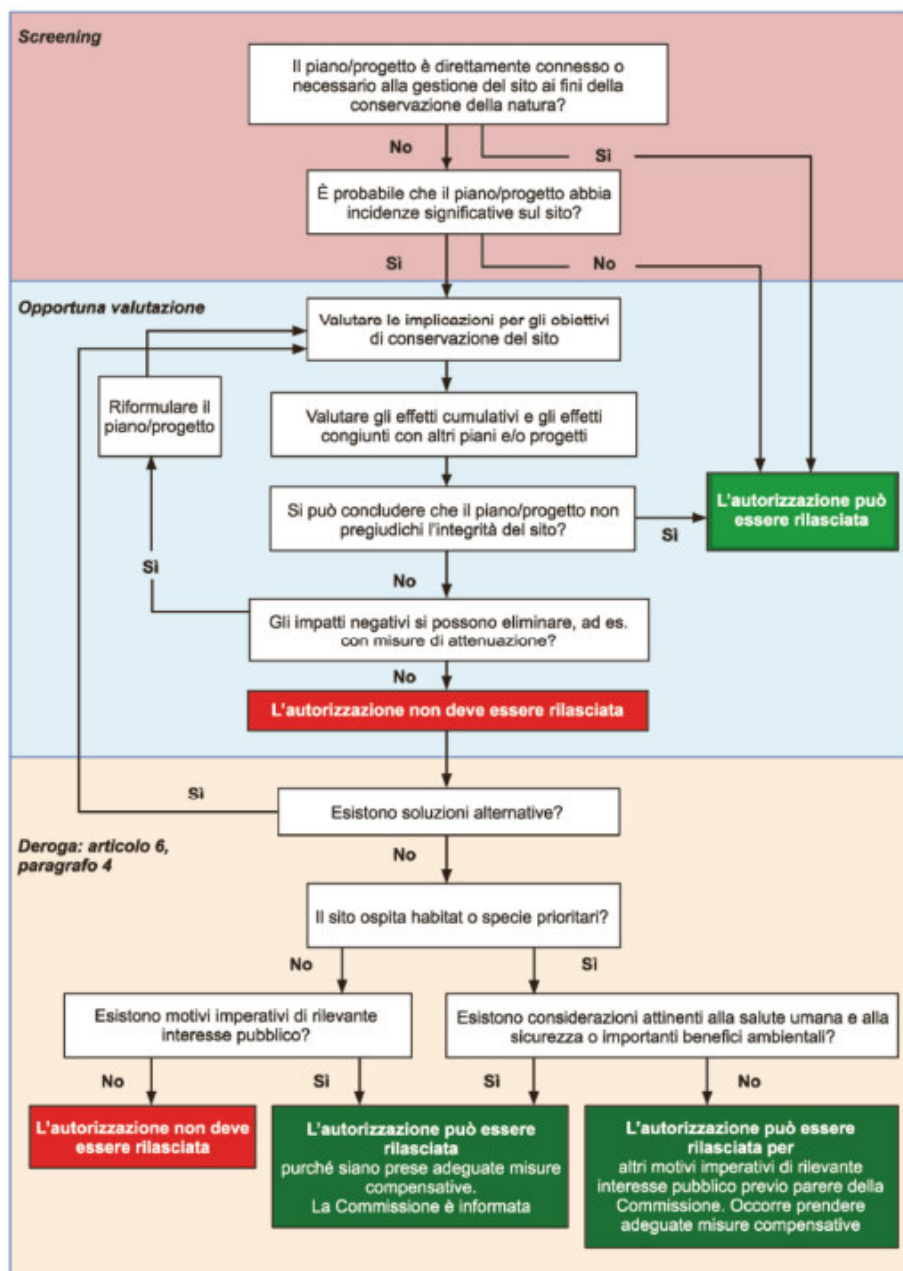 Screening
Il piano/progetto è direttamente connesso o
necessario alla gestione del sito ai fini della
conservazione della natura?
No
Sì
È probabile che il piano/progetto abbia
incidenze significative sul sito?
Sì
No
Opportuna valutazione
Valutare le implicazioni per gli obiettivi
di conservazione del sito
Riformulare il
piano/progetto
Valutare gli effetti cumulativi e gli effetti
congiunti con altri piani e/o progetti
L'autorizzazione può
essere rilasciata
Si può concludere che il piano/progetto non
pregiudichi l'integrità del sito?
Sì
Sì
No
Gli impatti negativi si possono eliminare, ad es.
con misure di attenuazione?
No
L'autorizzazione non deve essere rilasciata
Sì
Esistono soluzioni alternative?
Deroga: articolo 6,
paragrafo 4
No
Il sito ospita habitat o specie prioritari?
No
Sì
Esistono motivi imperativi di rilevante
interesse pubblico?
Esistono considerazioni attinenti alla salute umana e alla
sicurezza o importanti benefici ambientali?
No
Sì
Sì
No
L'autorizzazione non deve
essere rilasciata
L'autorizzazione può essere
rilasciata
purché siano prese adeguate misure
compensative.
La Commissione è informata
L'autorizzazione può essere
rilasciata per
altri motivi imperativi di rilevante
interesse pubblico previo parere della
Commissione. Occorre prendere
adeguate misure compensative